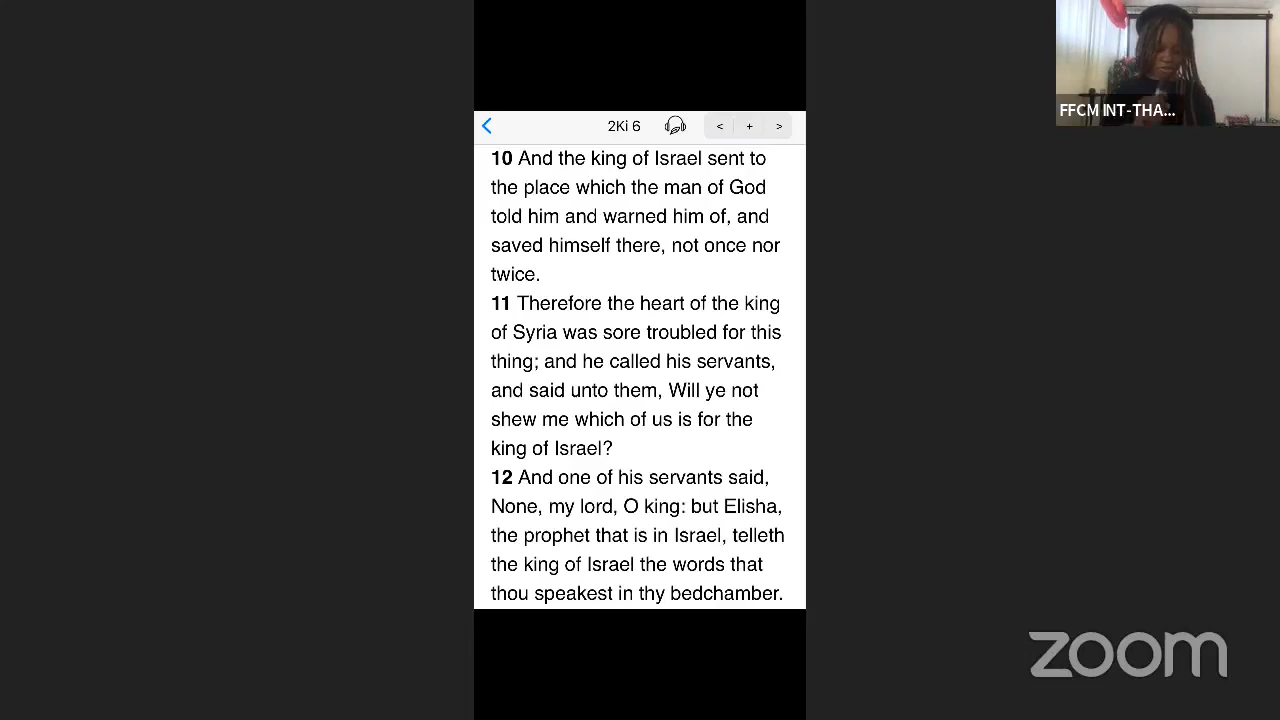 FFCM INT-THA...
2Ki 6
< + >
10 And the king of Israel sent to
the place which the man of God
told him and warned him of, and
saved himself there, not once nor
twice.
11 Therefore the heart of the king
of Syria was sore troubled for this
thing; and he called his servants,
and said unto them, Will ye not
shew me which of us is for the
king of Israel?
12 And one of his servants said,
None, my lord, O king: but Elisha,
the prophet that is in Israel, telleth
the king of Israel the words that
thou speakest in thy bedchamber.
zoom